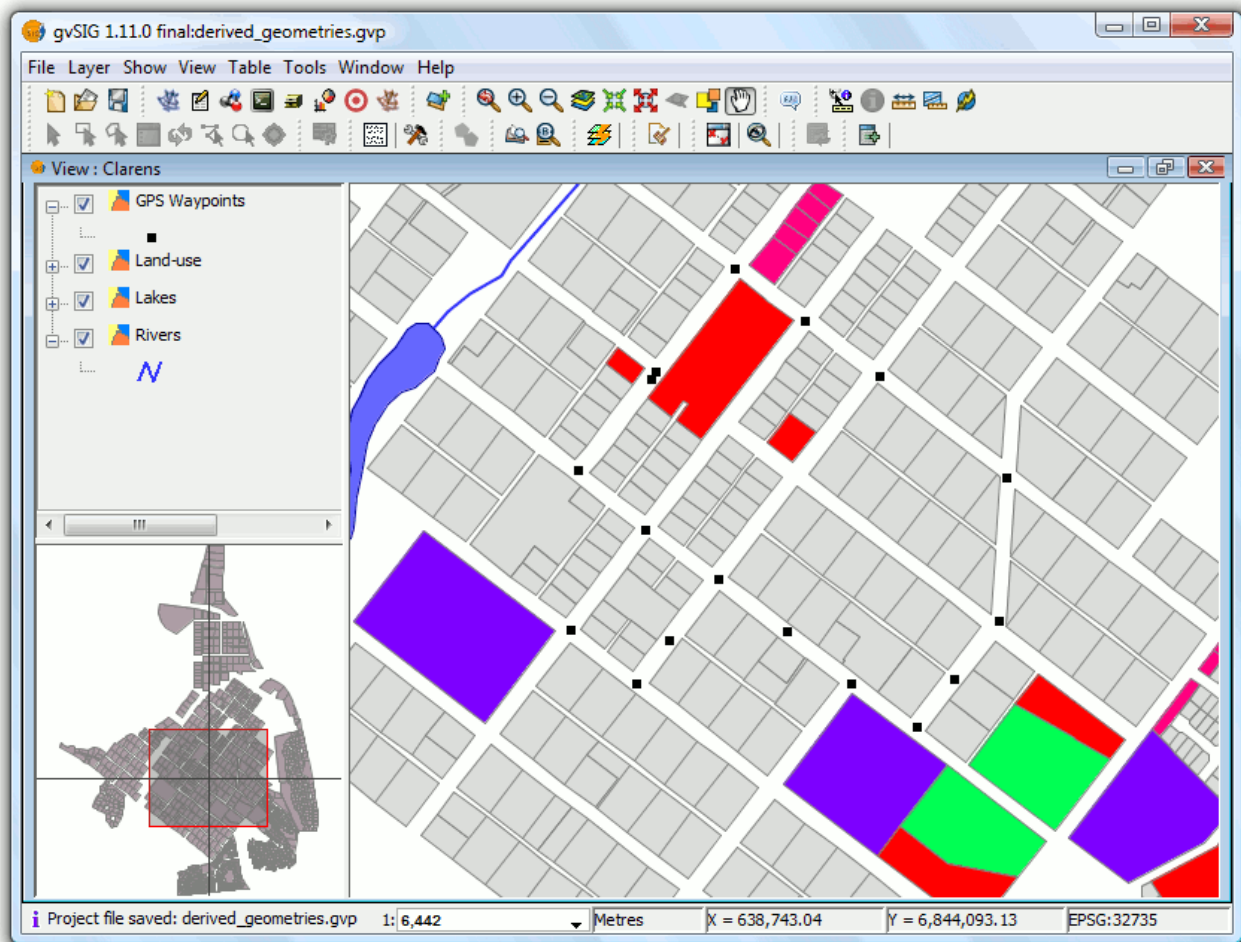 gvSIG 1.11.0 final:derived_geometries.gvp
File Layer Show View Table Tools Window Help
View : Clarens
GPS Waypoints
Land-use
Lakes
Rivers
Project file saved: derived_geometries.gvp 1: 6,442 Metres X = 638,743.04 Y = 6,844,093.13 EPSG:32735